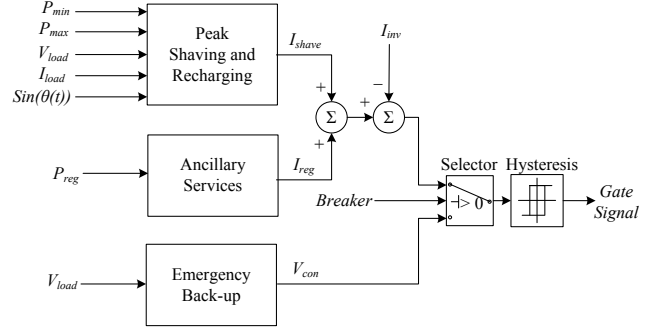 P_min
P_max
V_load
I_load
Sin(θ(t))
Peak
Shaving and
Recharging
I_shave
I_inv
+
−
Σ
+
Σ
+
P_reg
Ancillary
Services
I_reg
Selector
Hysteresis
Breaker
⊣> 0
Gate
Signal
V_load
Emergency
Back-up
V_con